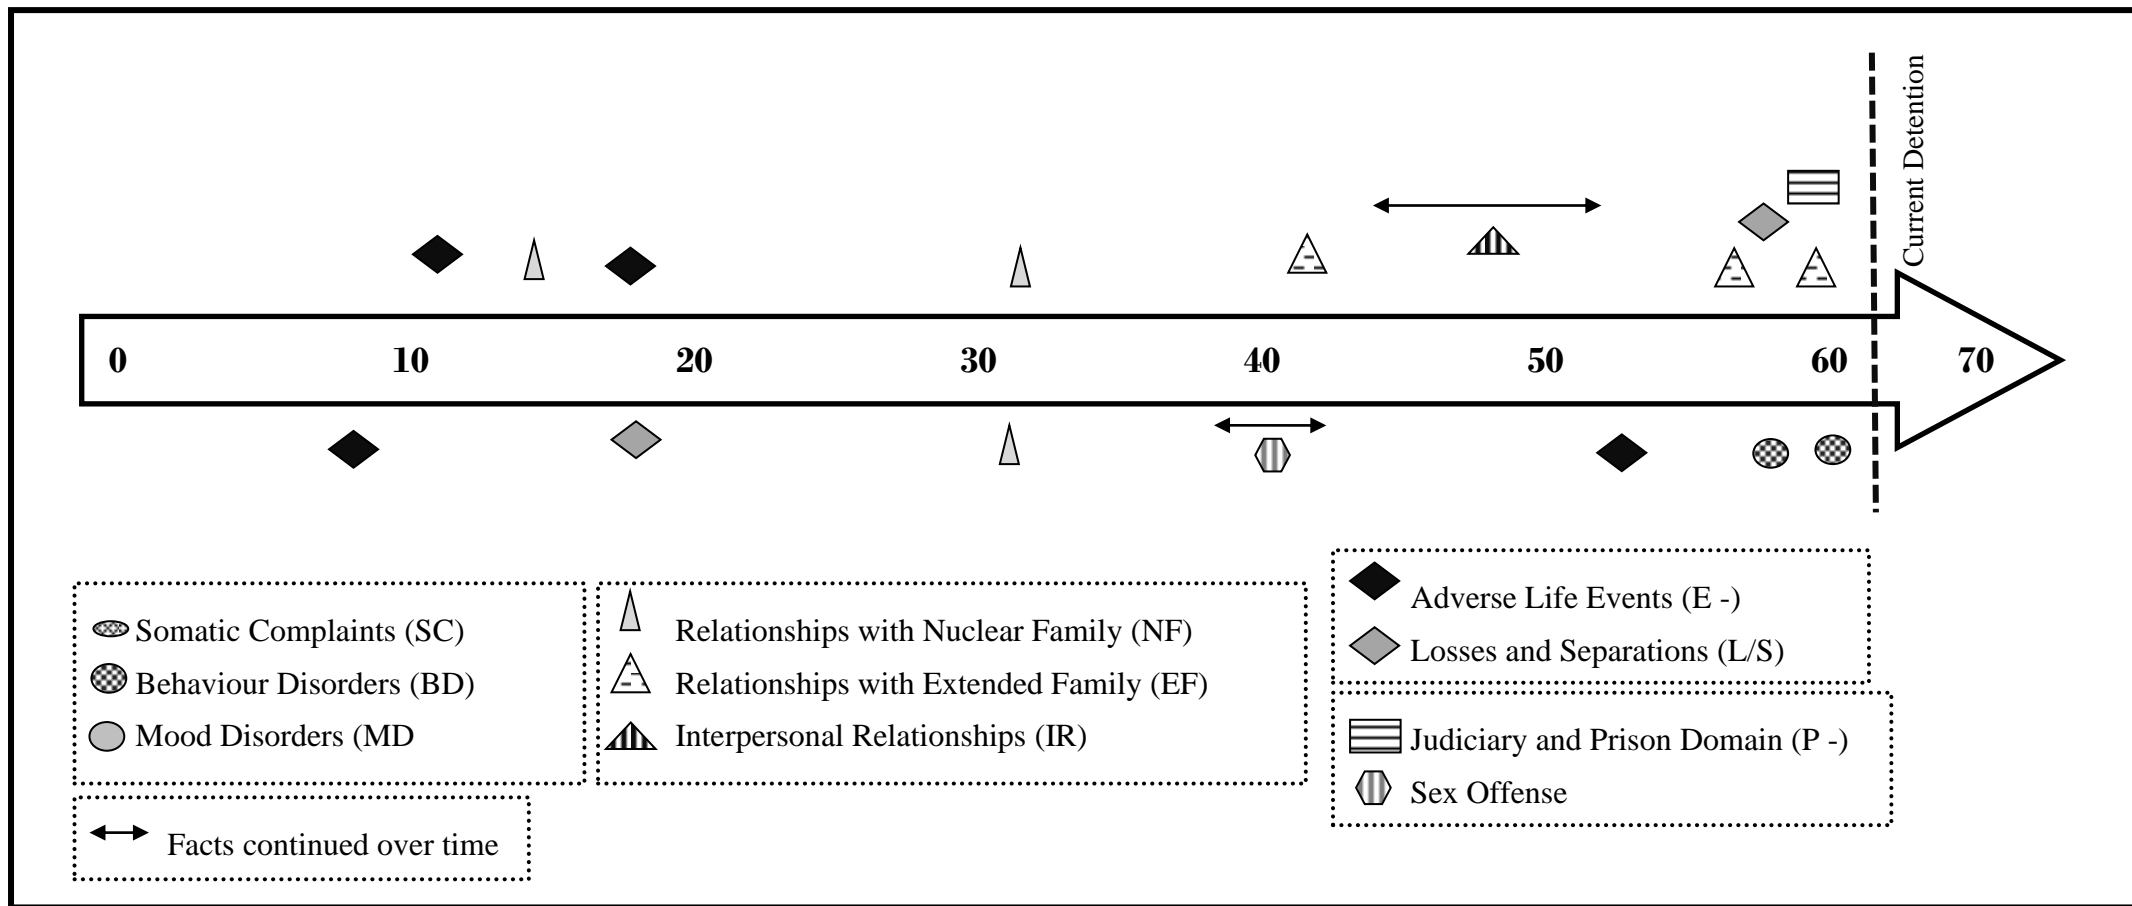 Current Detention
0 10 20 30 40 50 60 70
Somatic Complaints (SC)
Behaviour Disorders (BD)
Mood Disorders (MD
Relationships with Nuclear Family (NF)
Relationships with Extended Family (EF)
Interpersonal Relationships (IR)
Adverse Life Events (E -)
Losses and Separations (L/S)
Judiciary and Prison Domain (P -)
Sex Offense
Facts continued over time